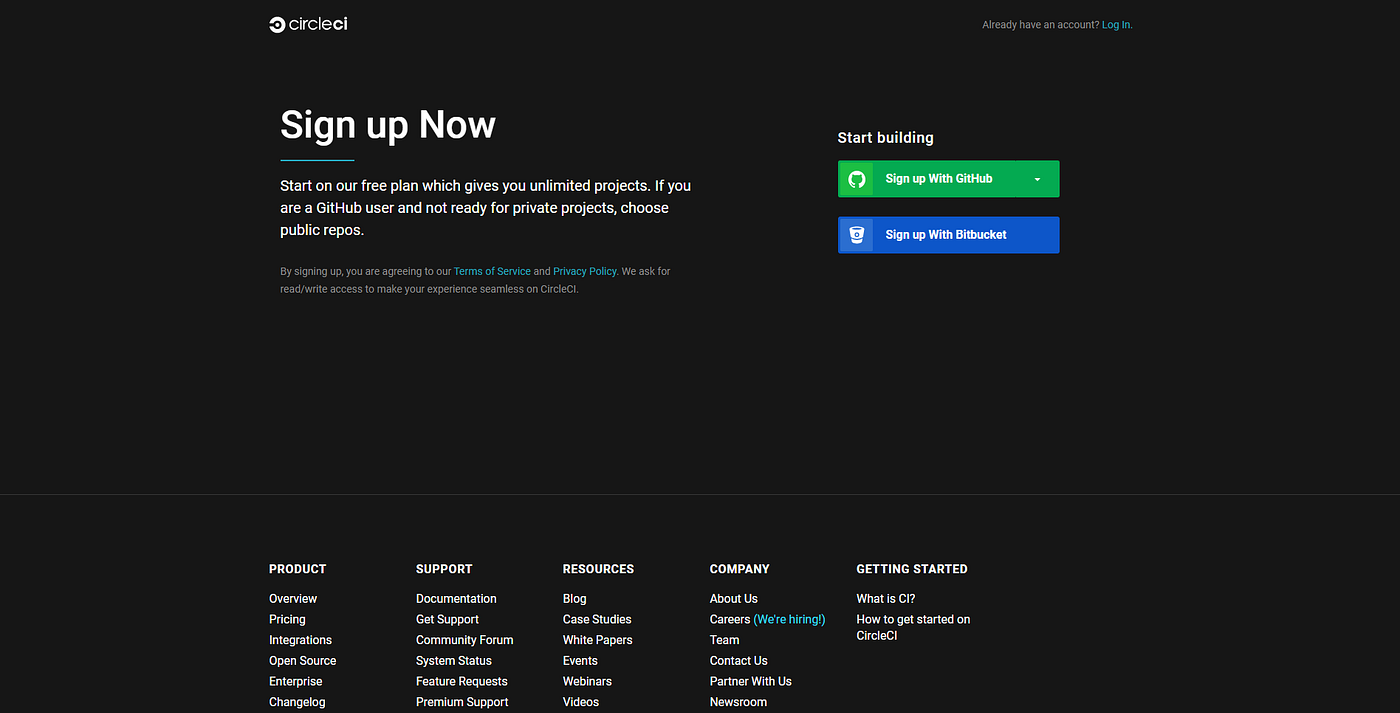 circleci
Already have an account? Log In.
Sign up Now
Start on our free plan which gives you unlimited projects. If you
are a GitHub user and not ready for private projects, choose
public repos.
By signing up, you are agreeing to our Terms of Service and Privacy Policy. We ask for
read/write access to make your experience seamless on CircleCI.
Start building
Sign up With GitHub
Sign up With Bitbucket
PRODUCT
Overview
Pricing
Integrations
Open Source
Enterprise
Changelog
SUPPORT
Documentation
Get Support
Community Forum
System Status
Feature Requests
Premium Support
RESOURCES
Blog
Case Studies
White Papers
Events
Webinars
Videos
COMPANY
About Us
Careers (We're hiring!)
Team
Contact Us
Partner With Us
Newsroom
GETTING STARTED
What is CI?
How to get started on
CircleCI